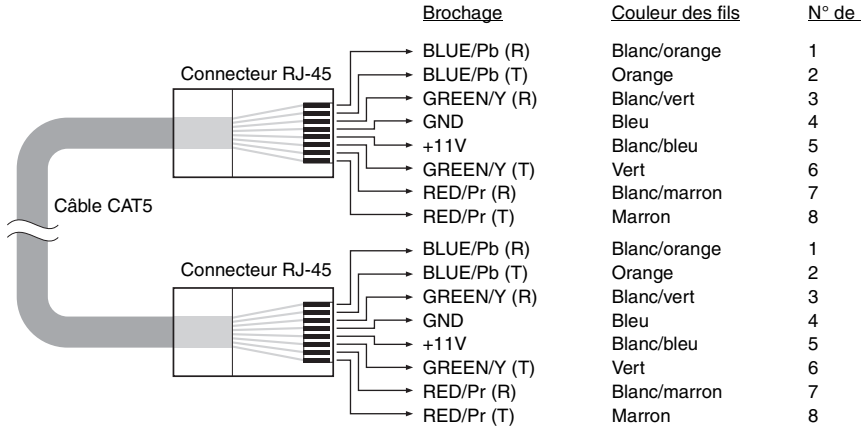 Brochage Couleur des fils N° de
Connecteur RJ-45
BLUE/Pb (R) Blanc/orange 1
BLUE/Pb (T) Orange 2
GREEN/Y (R) Blanc/vert 3
GND Bleu 4
+11V Blanc/bleu 5
GREEN/Y (T) Vert 6
RED/Pr (R) Blanc/marron 7
RED/Pr (T) Marron 8
Câble CAT5
Connecteur RJ-45
BLUE/Pb (R) Blanc/orange 1
BLUE/Pb (T) Orange 2
GREEN/Y (R) Blanc/vert 3
GND Bleu 4
+11V Blanc/bleu 5
GREEN/Y (T) Vert 6
RED/Pr (R) Blanc/marron 7
RED/Pr (T) Marron 8